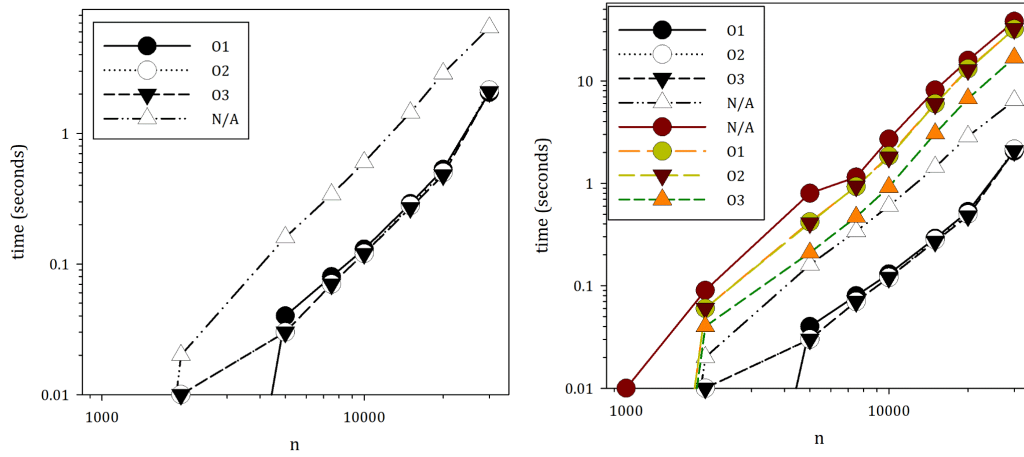 O1
O2
O3
N/A
1
0.1
0.01
1000
10000
time (seconds)
n
O1
O2
O3
N/A
N/A
O1
O2
O3
10
1
0.1
0.01
1000
10000
time (seconds)
n